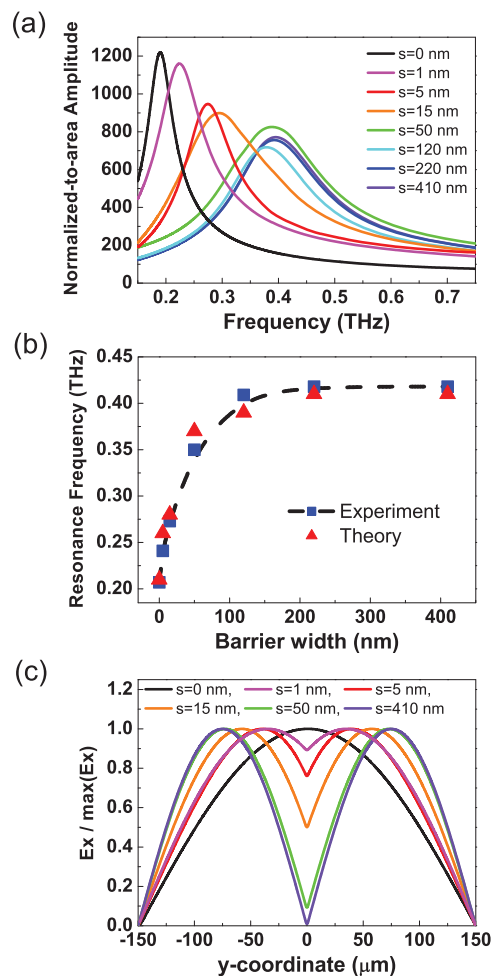 (a)
Normalized-to-area Amplitude
1200
1000
800
600
400
200
0
s=0 nm
s=1 nm
s=5 nm
s=15 nm
s=50 nm
s=120 nm
s=220 nm
s=410 nm
0.2 0.3 0.4 0.5 0.6 0.7
Frequency (THz)
(b)
Resonance Frequency (THz)
0.45
0.40
0.35
0.30
0.25
0.20
Experiment
Theory
0 100 200 300 400
Barrier width (nm)
(c)
Ex / max(Ex)
1.2
1.0
0.8
0.6
0.4
0.2
0.0
s=0 nm, s=1 nm, s=5 nm,
s=15 nm, s=50 nm, s=410 nm
-150 -100 -50 0 50 100 150
y-coordinate (μm)